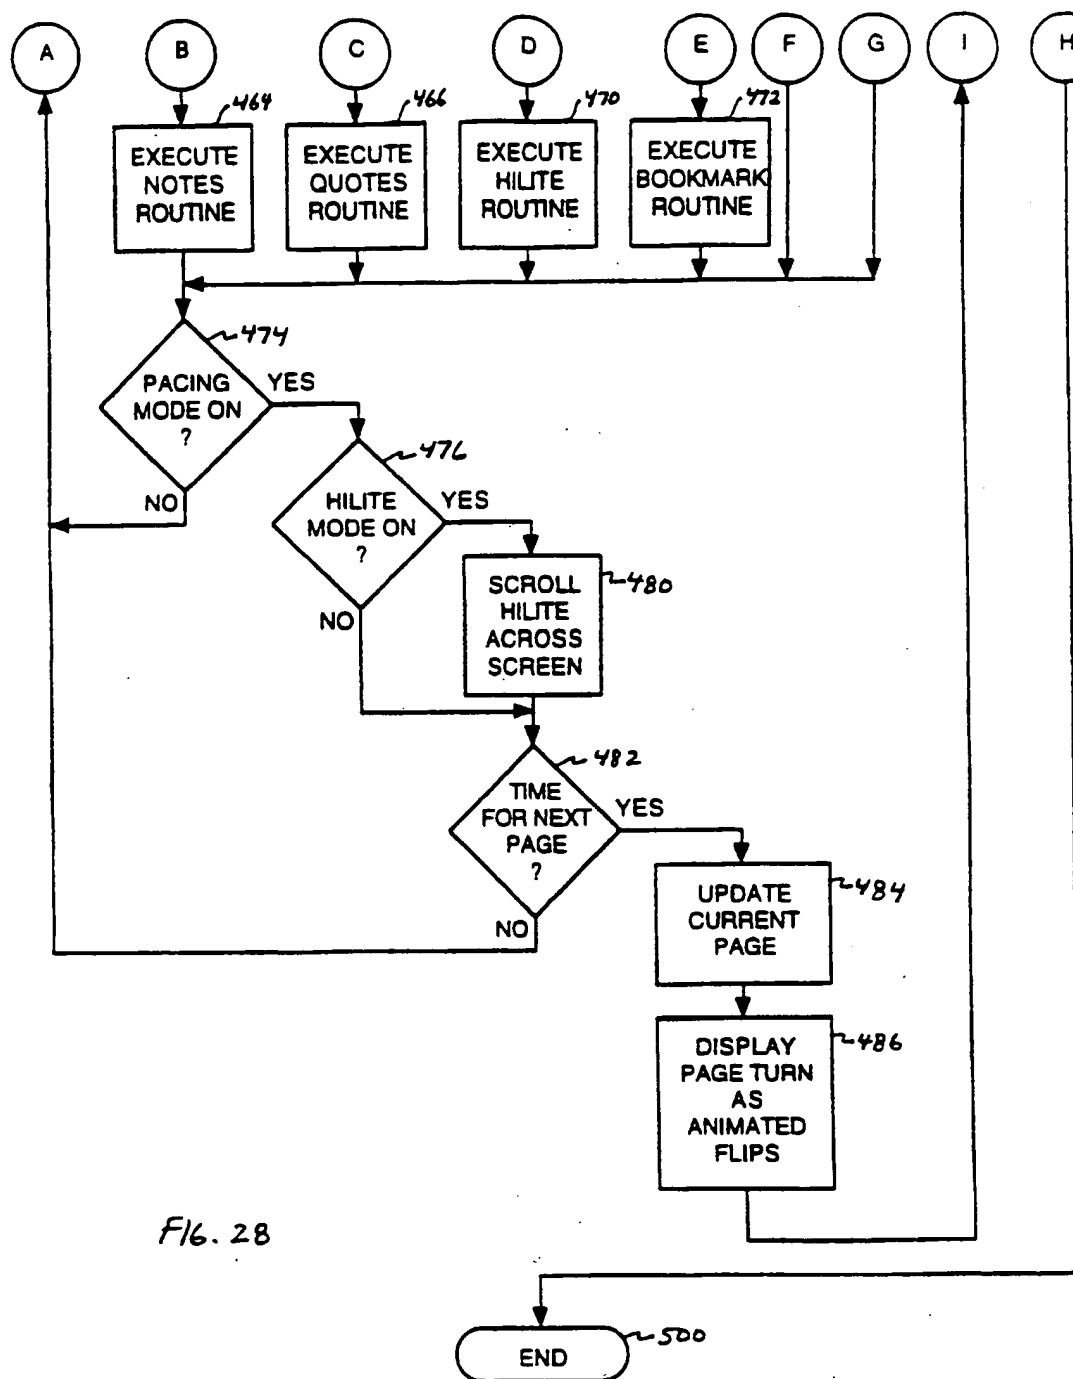 A B C D E F G I H
464 466 470 472
EXECUTE
NOTES
ROUTINE
EXECUTE
QUOTES
ROUTINE
EXECUTE
HILITE
ROUTINE
EXECUTE
BOOKMARK
ROUTINE
474
PACING
MODE ON
?
YES
NO
476
HILITE
MODE ON
?
YES
NO
480
SCROLL
HILITE
ACROSS
SCREEN
482
TIME
FOR NEXT
PAGE
?
YES
NO
484
UPDATE
CURRENT
PAGE
486
DISPLAY
PAGE TURN
AS
ANIMATED
FLIPS
FIG. 28
500
END